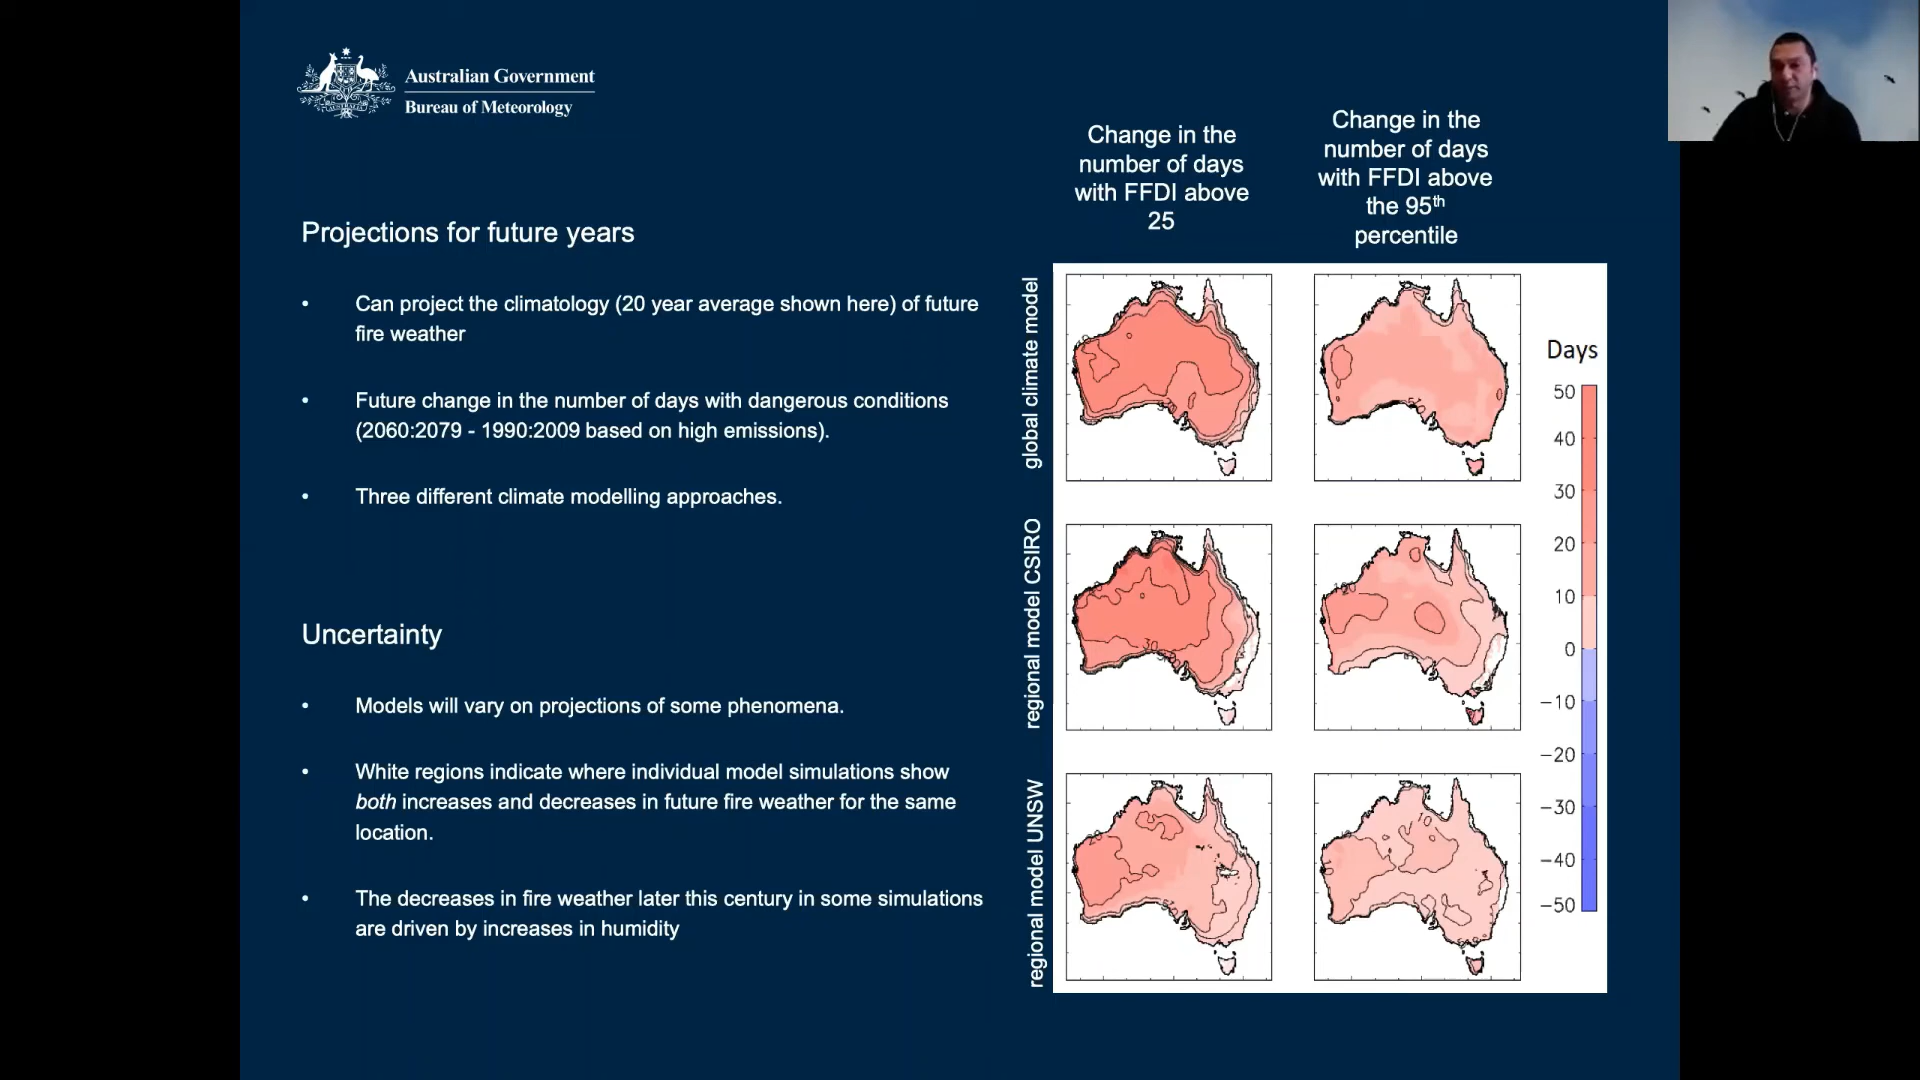 Australian Government
Bureau of Meteorology
Projections for future years
• Can project the climatology (20 year average shown here) of future
fire weather
• Future change in the number of days with dangerous conditions
(2060:2079 - 1990:2009 based on high emissions).
• Three different climate modelling approaches.
Uncertainty
• Models will vary on projections of some phenomena.
• White regions indicate where individual model simulations show
both increases and decreases in future fire weather for the same
location.
• The decreases in fire weather later this century in some simulations
are driven by increases in humidity
Change in the
number of days
with FFDI above
25
Change in the
number of days
with FFDI above
the 95th
percentile
global climate model
regional model CSIRO
regional model UNSW
Days
50
40
30
20
10
0
−10
−20
−30
−40
−50